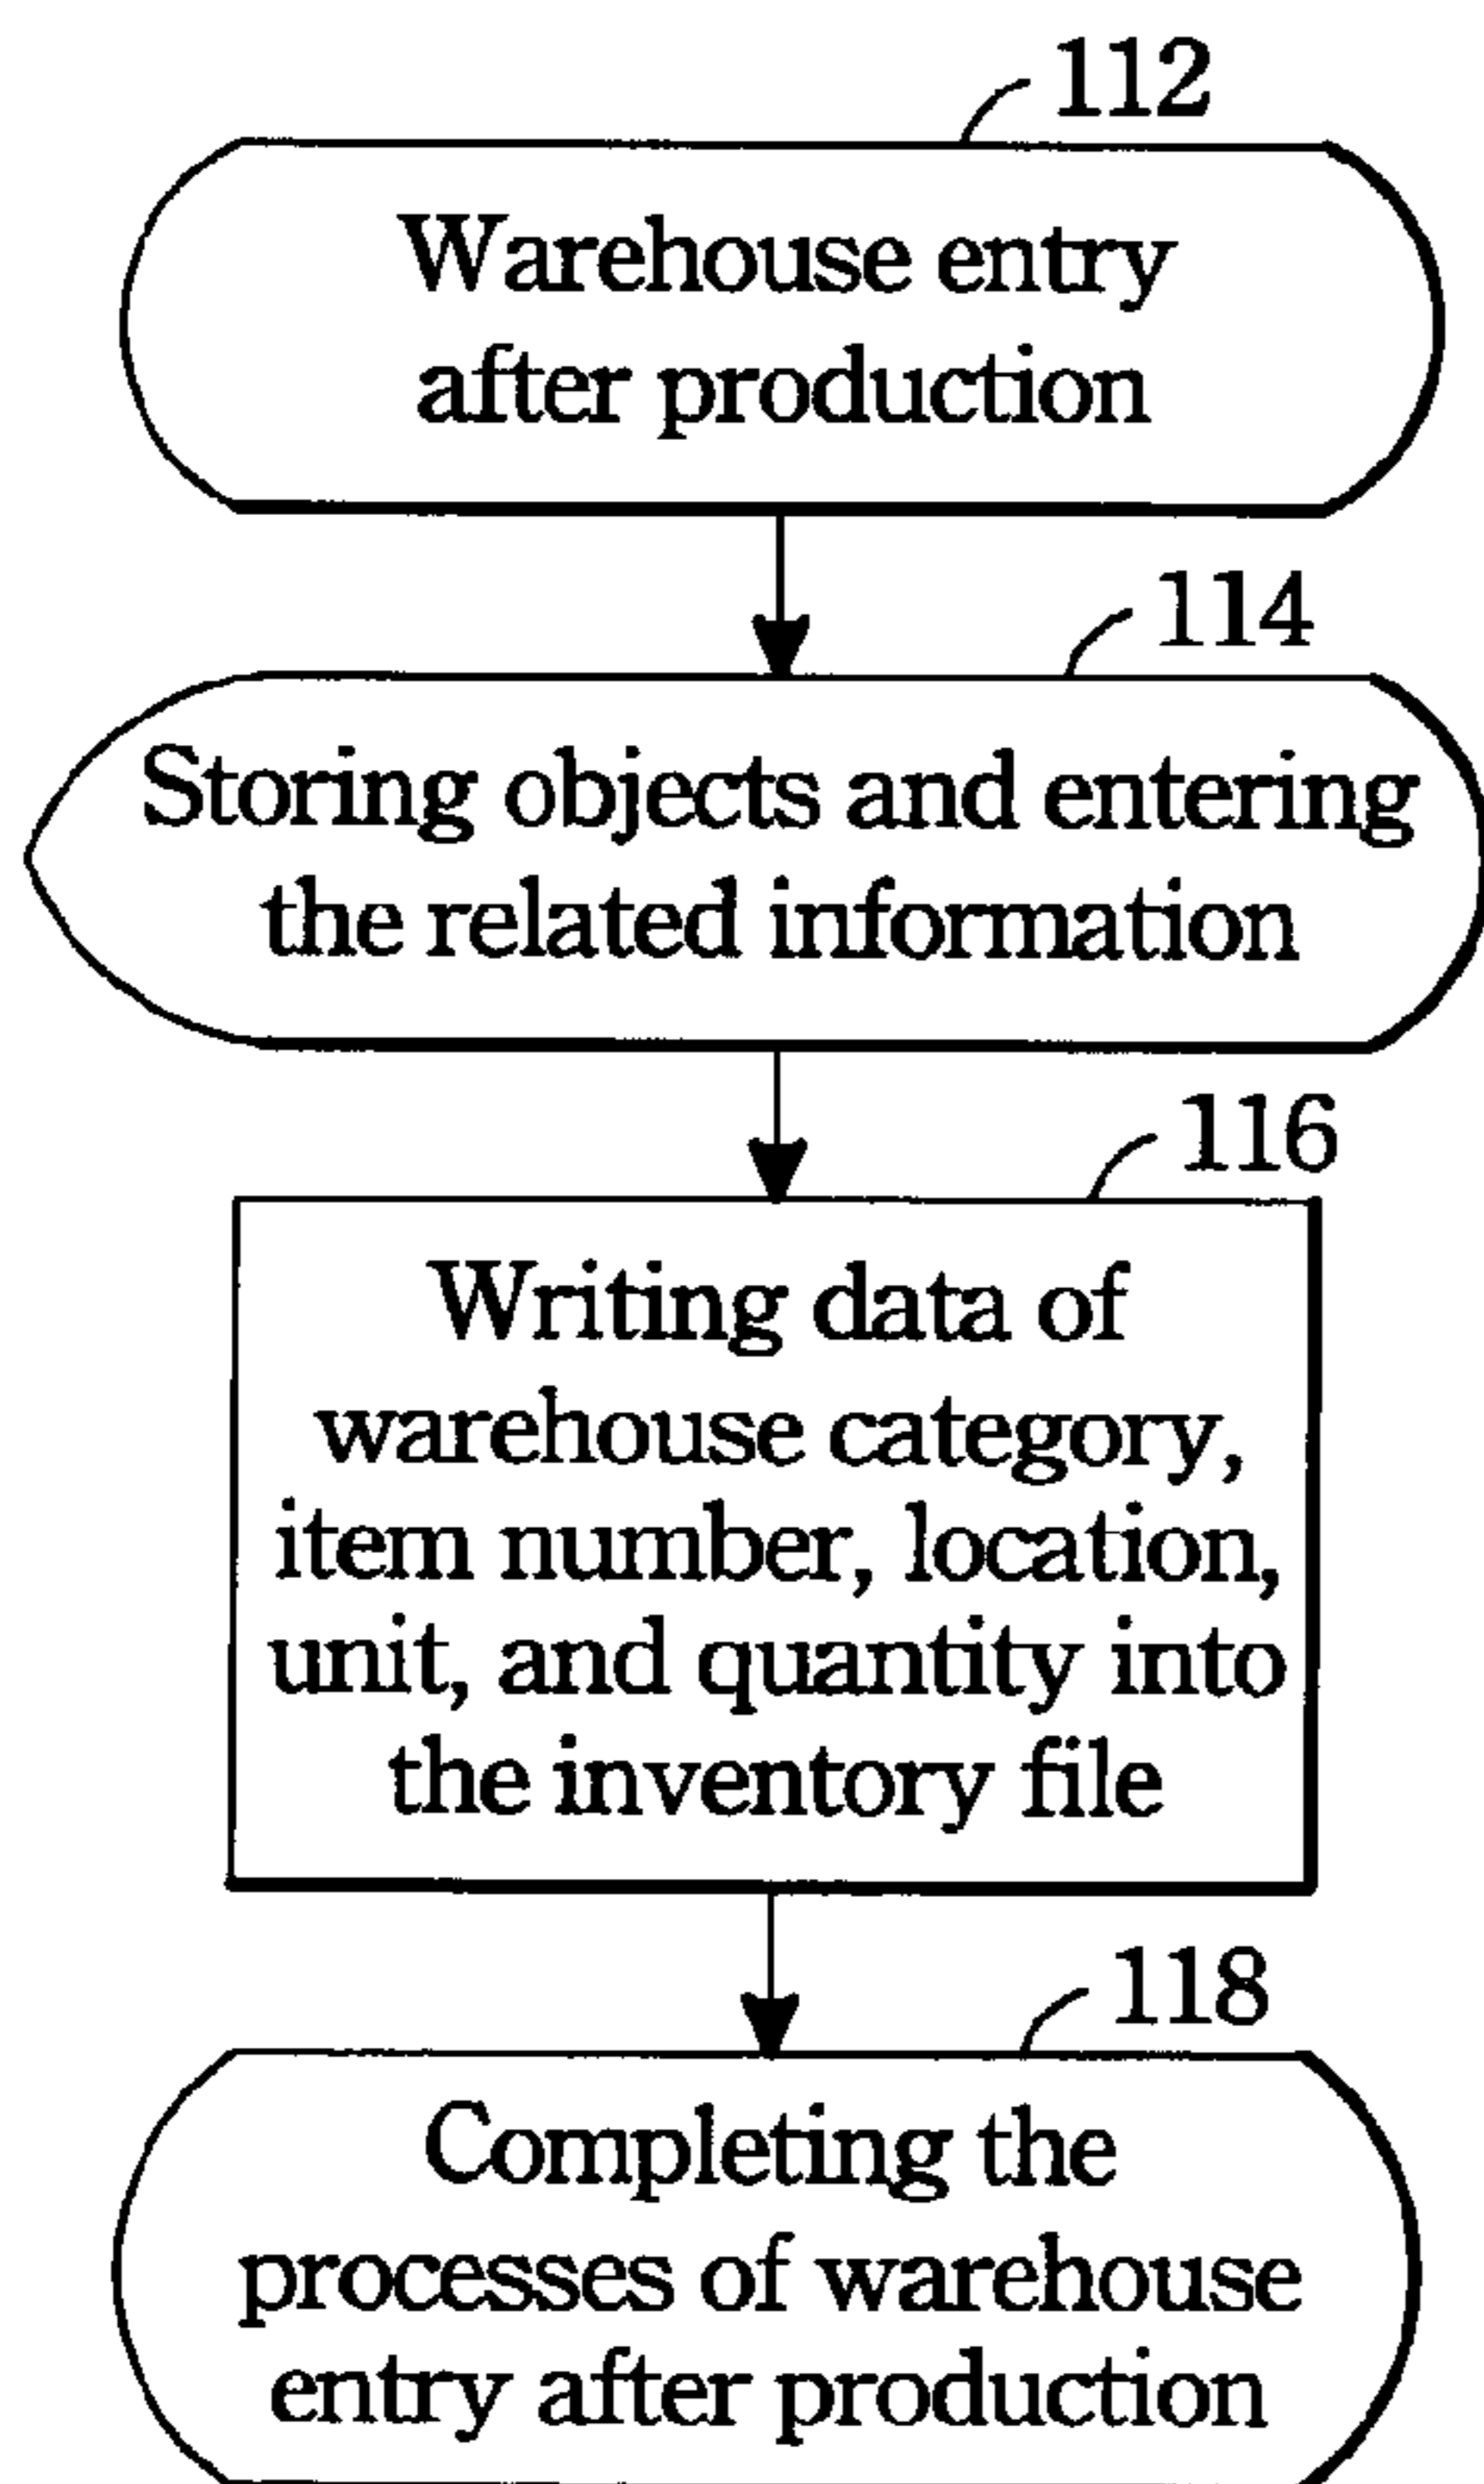 112
Warehouse entry
after production
114
Storing objects and entering
the related information
116
Writing data of
warehouse category,
item number, location,
unit, and quantity into
the inventory file
118
Completing the
processes of warehouse
entry after production